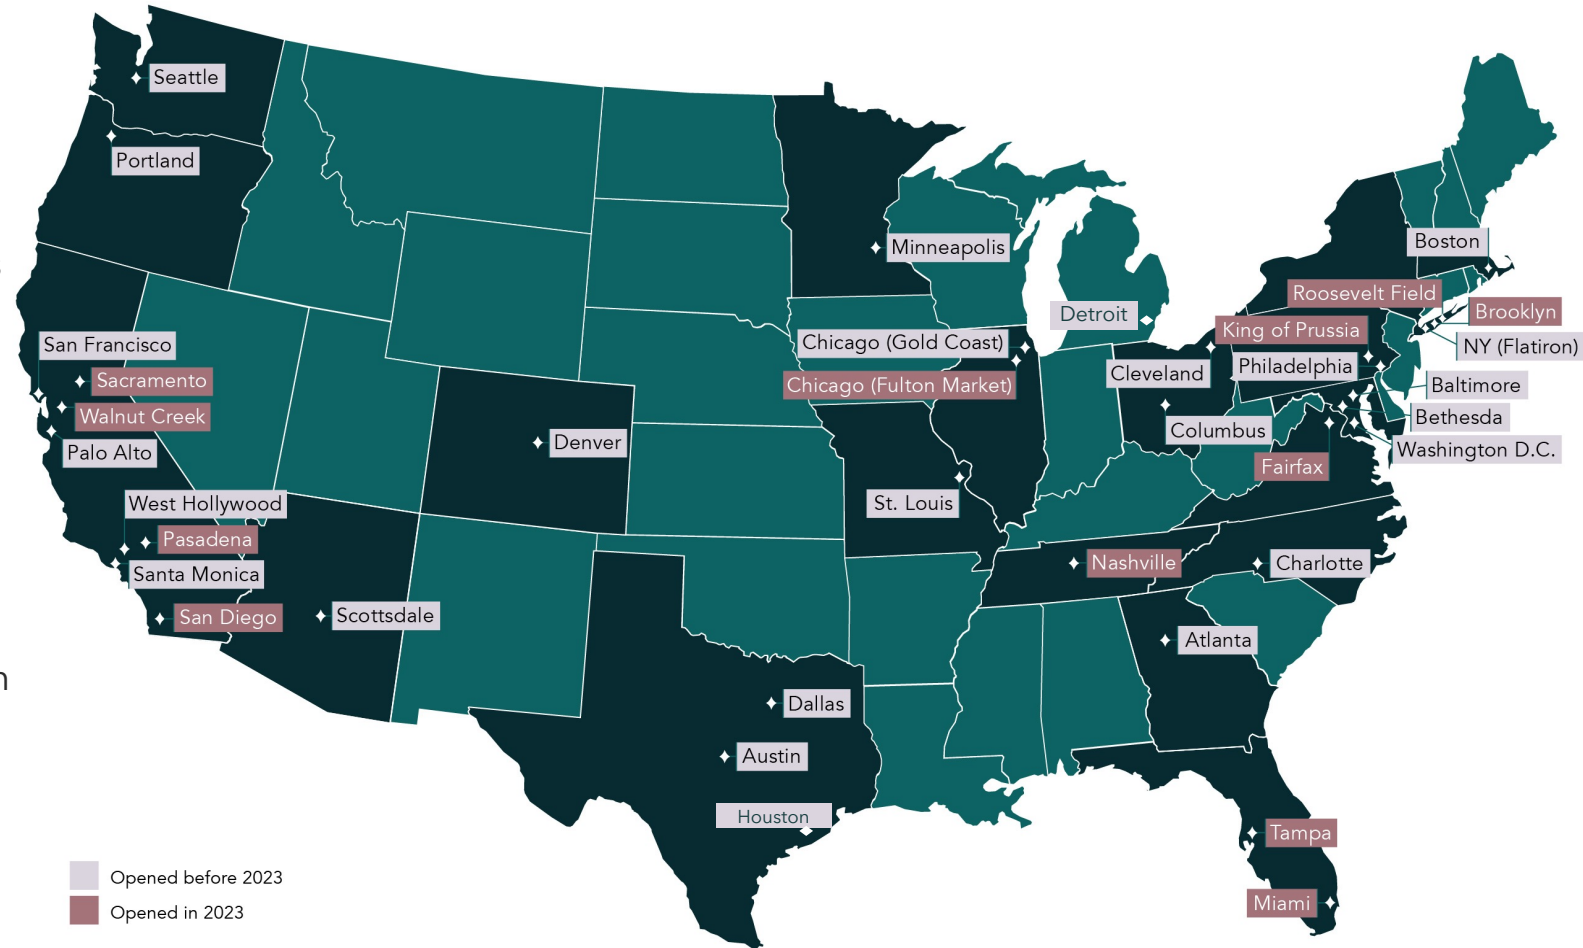 Seattle
Portland
Minneapolis
Boston
Roosevelt Field
Brooklyn
Detroit
King of Prussia
NY (Flatiron)
San Francisco
Chicago (Gold Coast)
Philadelphia
Cleveland
Sacramento
Chicago (Fulton Market)
Baltimore
Walnut Creek
Bethesda
Columbus
Denver
Palo Alto
Washington D.C.
Fairfax
West Hollywood
St. Louis
Pasadena
Nashville
Charlotte
Santa Monica
San Diego
Scottsdale
Atlanta
n
Dallas
Austin
Houston
Tampa
Opened before 2023
Miami
Opened in 2023